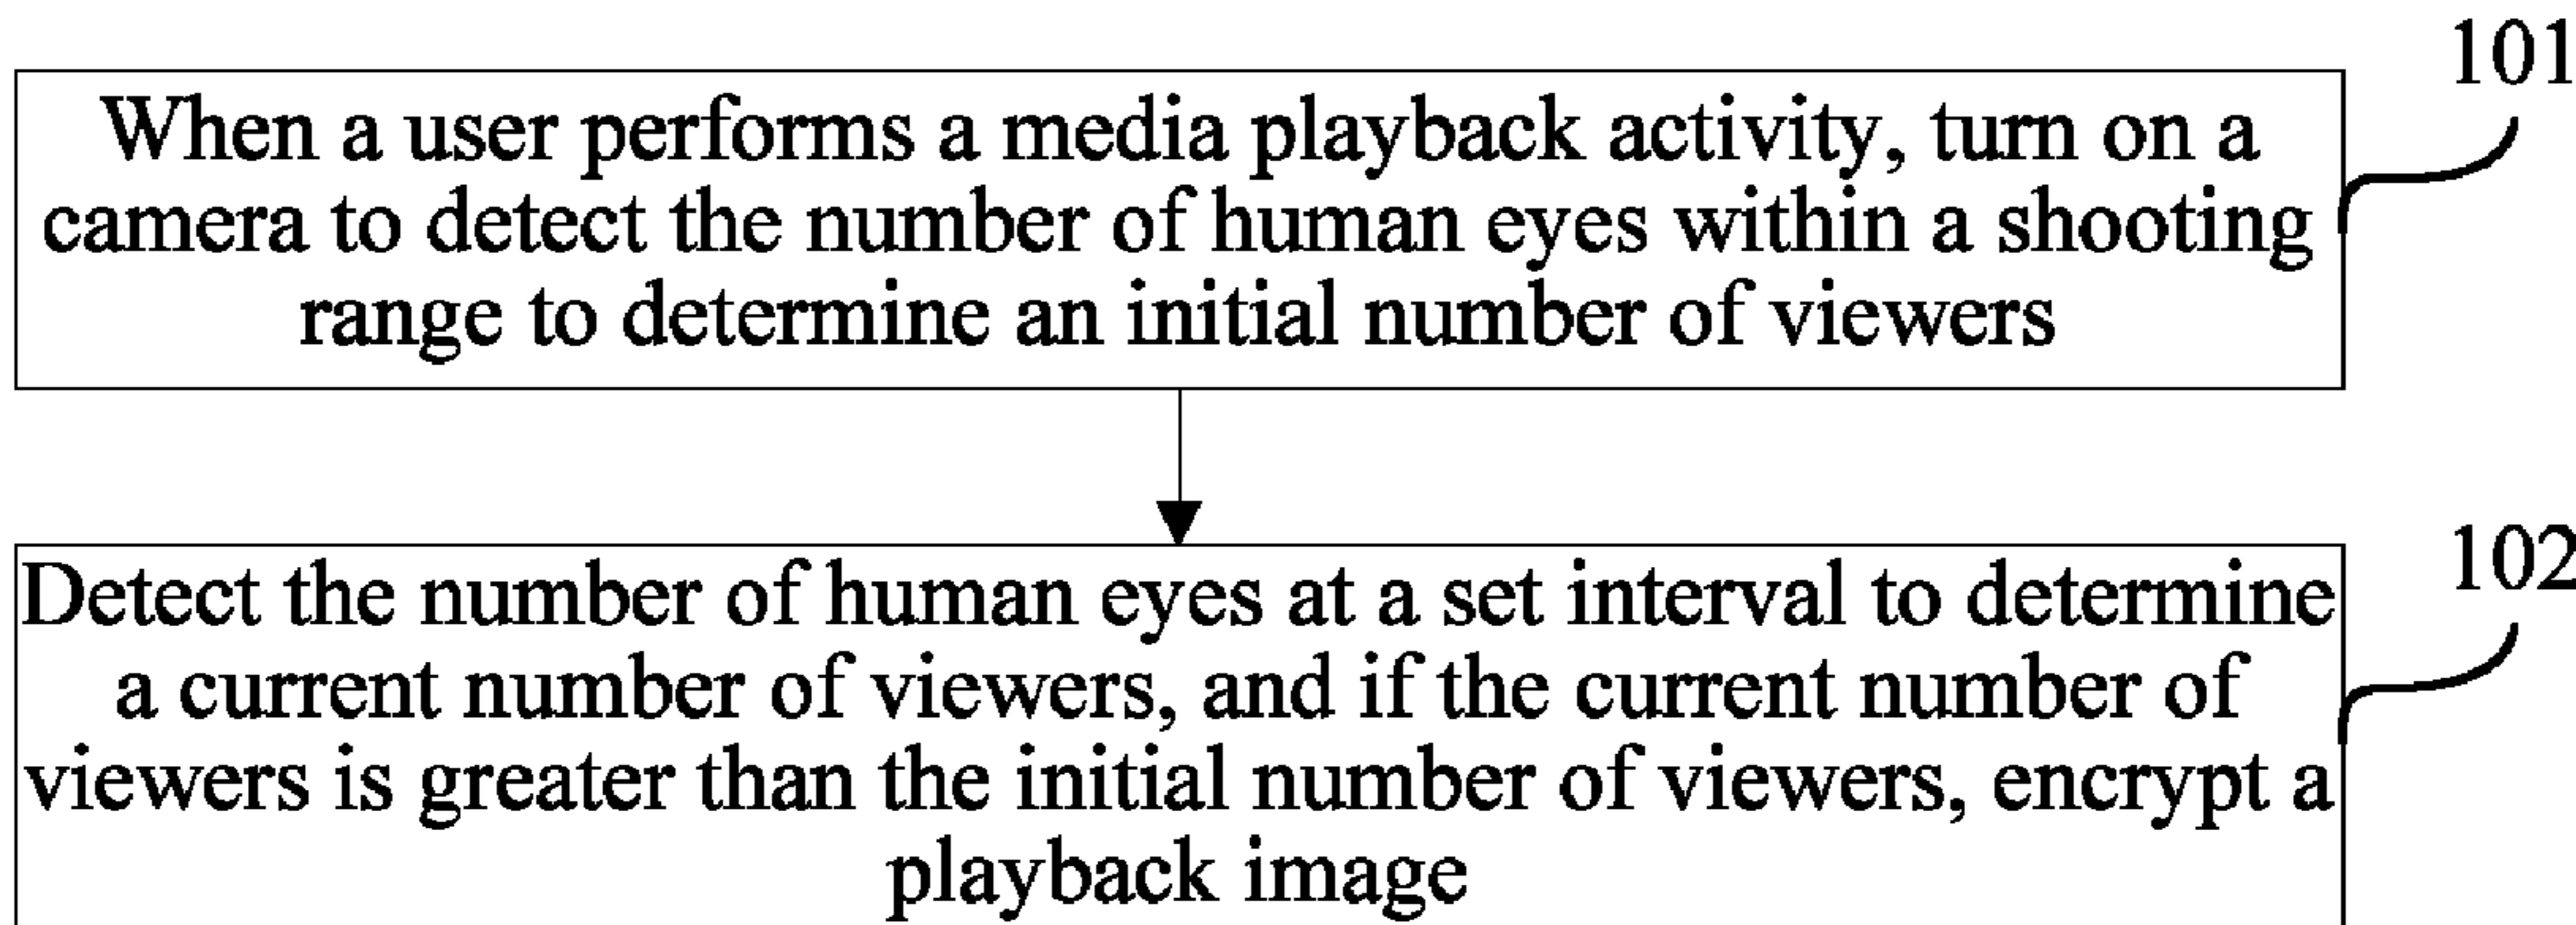 101
When a user performs a media playback activity, turn on a
camera to detect the number of human eyes within a shooting
range to determine an initial number of viewers
102
Detect the number of human eyes at a set interval to determine
a current number of viewers, and if the current number of
viewers is greater than the initial number of viewers, encrypt a
playback image